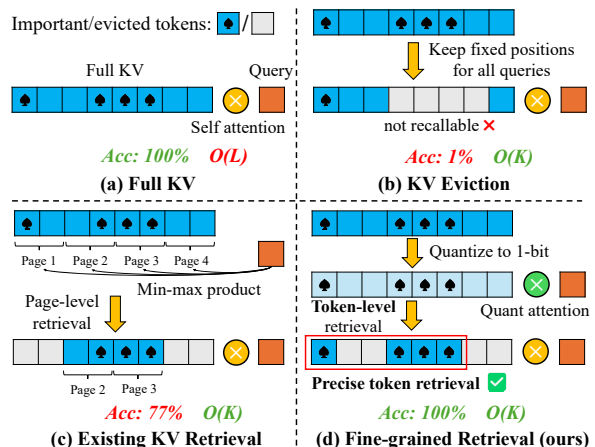 Important/evicted tokens: ♠ /
Full KV
Query
Self attention
Acc: 100% O(L)
(a) Full KV
Keep fixed positions
for all queries
not recallable ✕
Acc: 1% O(K)
(b) KV Eviction
Page 1 Page 2 Page 3 Page 4
Min-max product
Page-level
retrieval
Page 2 Page 3
Acc: 77% O(K)
(c) Existing KV Retrieval
Quantize to 1-bit
Token-level
retrieval
Quant attention
Precise token retrieval ✅
Acc: 100% O(K)
(d) Fine-grained Retrieval (ours)